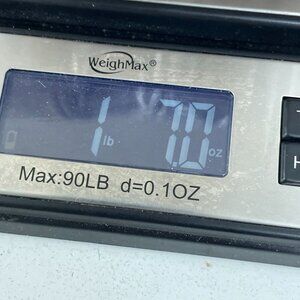 WeighMax®
1 lb 7.0 oz
Max:90LB d=0.1OZ
H